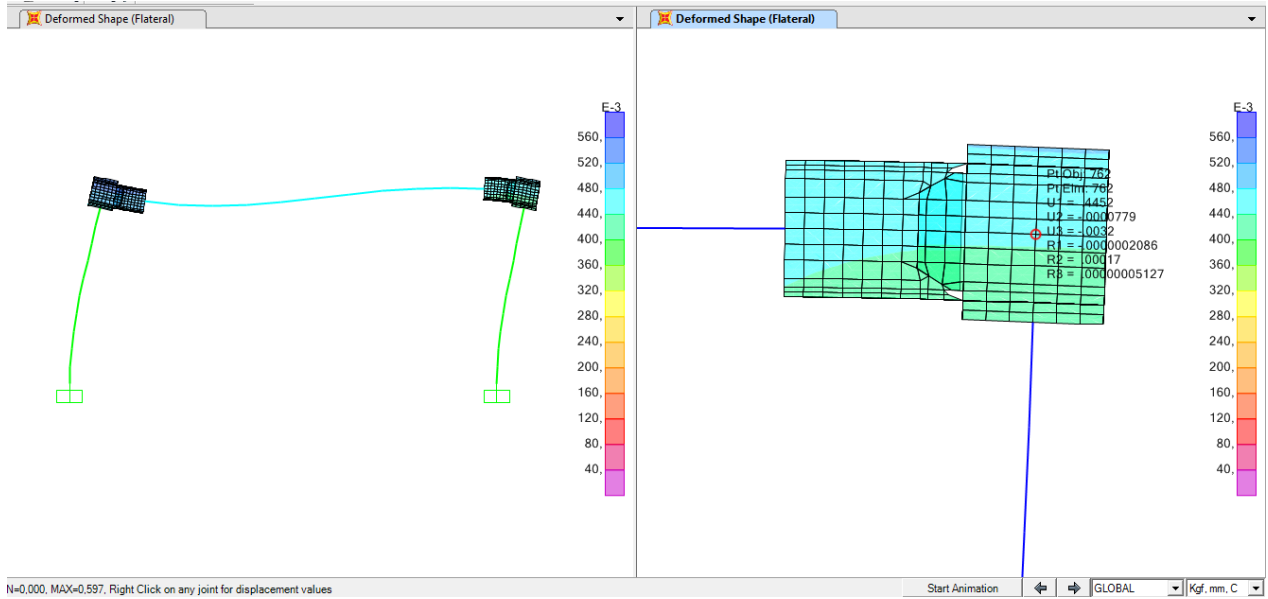 Deformed Shape (Flateral)
E-3
560,
520,
480,
440,
400,
360,
320,
280,
240,
200,
160,
120,
80,
40,
Deformed Shape (Flateral)
Pt Obj: 762
Pt Elm: 762
U1 = .4452
U2 = -.0000779
U3 = -.0032
R1 = -.0000002086
R2 = .00017
R3 = .00000005127
E-3
560,
520,
480,
440,
400,
360,
320,
280,
240,
200,
160,
120,
80,
40,
N=0,000, MAX=0,597, Right Click on any joint for displacement values
Start Animation
GLOBAL
Kgf, mm, C